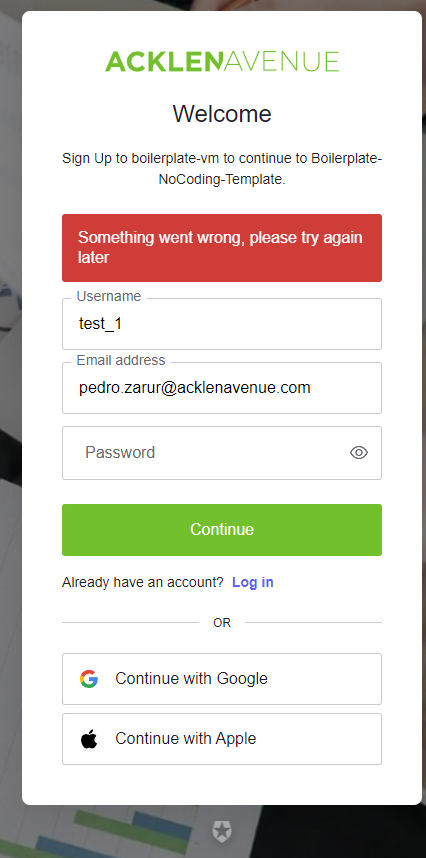 ACKLENAVENUE
Welcome
Sign Up to boilerplate-vm to continue to Boilerplate-
NoCoding-Template.
Something went wrong, please try again
later
Username
test_1
Email address
pedro.zarur@acklenavenue.com
Password
Continue
Already have an account? Log in
OR
Continue with Google
Continue with Apple